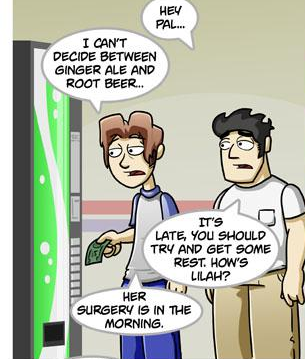 HEY
PAL...
I CAN'T
DECIDE BETWEEN
GINGER ALE AND
ROOT BEER...
IT'S
LATE, YOU SHOULD
TRY AND GET SOME
REST. HOW'S
LILAH?
HER
SURGERY IS IN THE
MORNING.